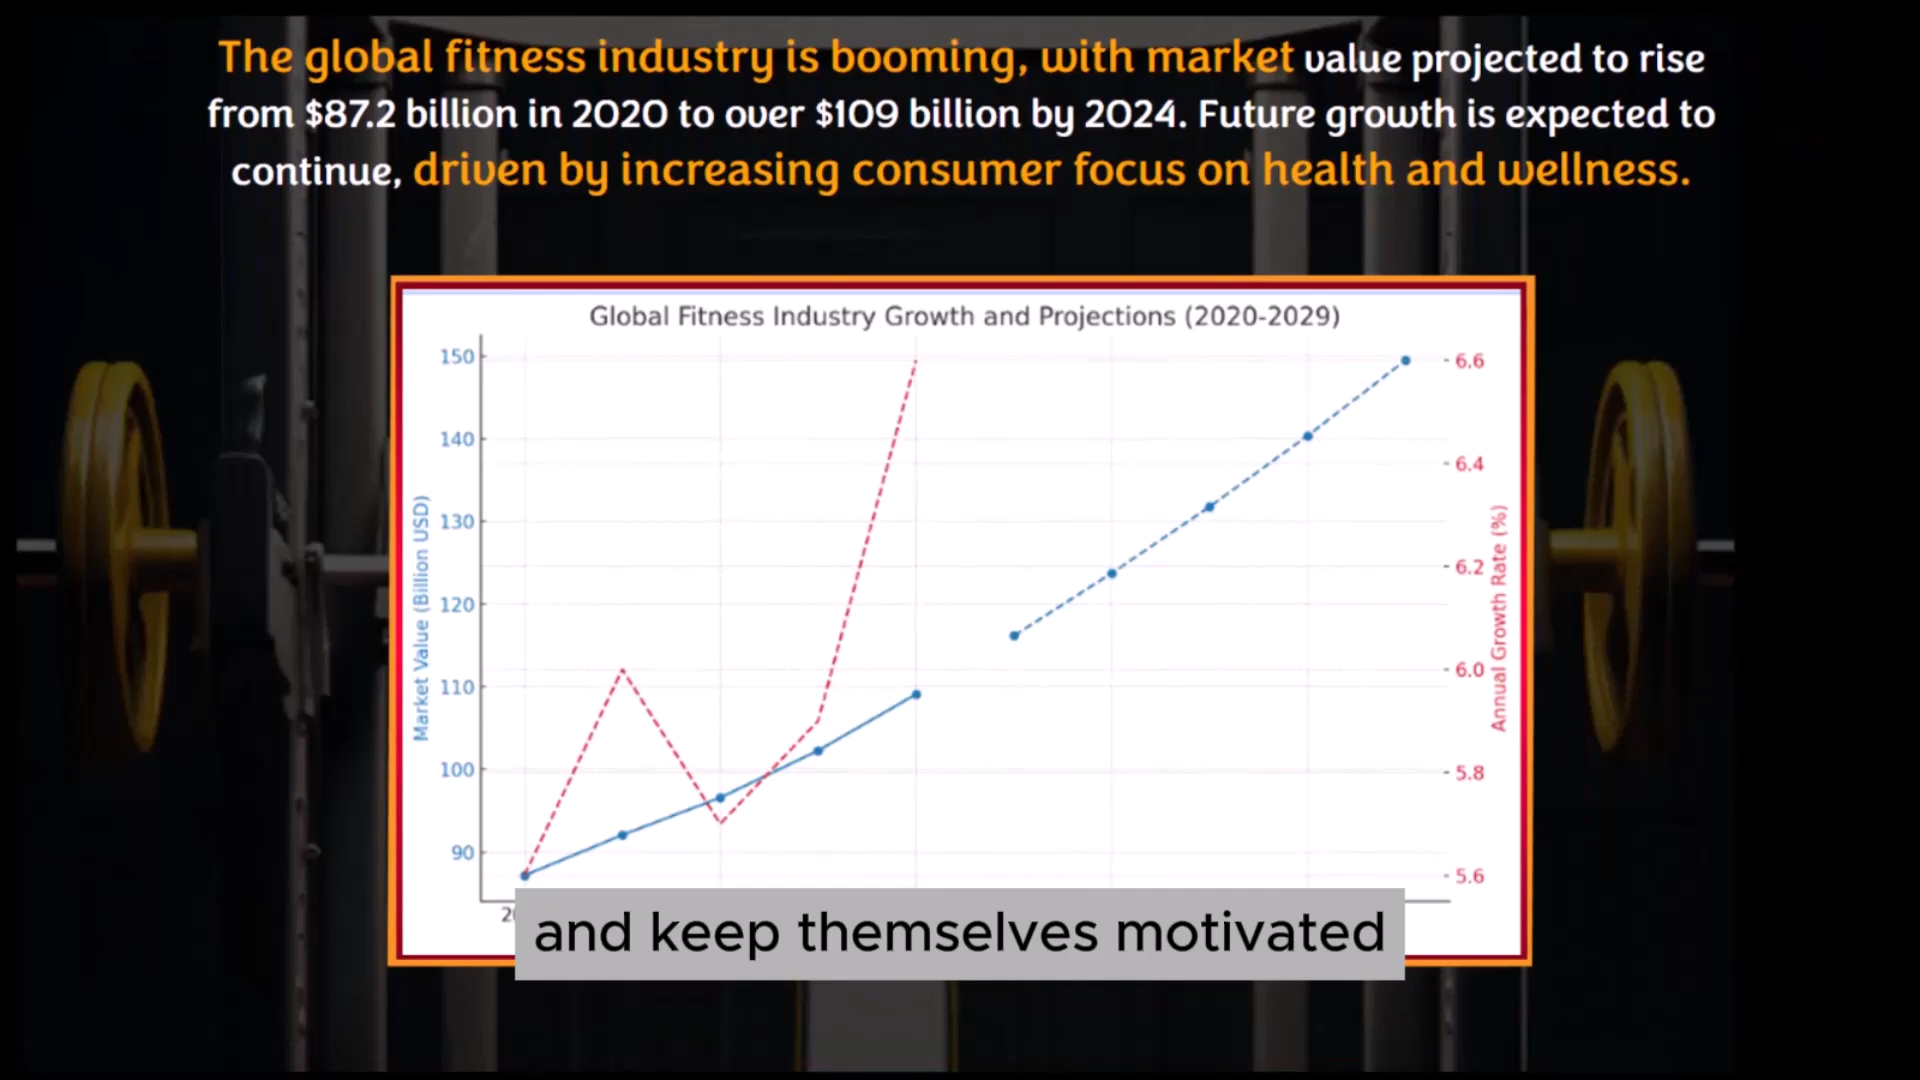 The global fitness industry is booming, with market value projected to rise
from $87.2 billion in 2020 to over $109 billion by 2024. Future growth is expected to
continue, driven by increasing consumer focus on health and wellness.
Global Fitness Industry Growth and Projections (2020-2029)
Market Value (Billion USD)
150
140
130
120
110
100
90
6.6
6.4
6.2
6.0
5.8
5.6
Annual Growth Rate (%)
and keep themselves motivated